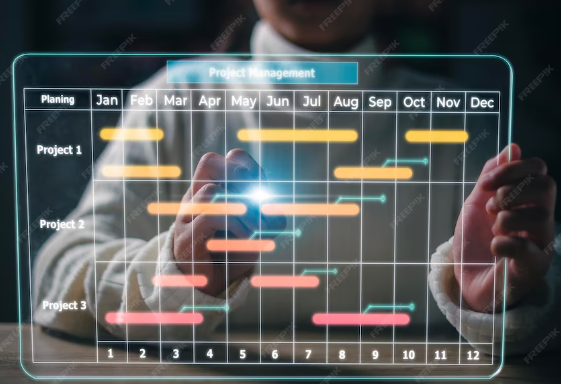 Project Management
Planing Jan Feb Mar Apr May Jun Jul Aug Sep Oct Nov Dec
Project 1
Project 2
Project 3
1 2 3 4 5 6 7 8 9 10 11 12
FREEPIK